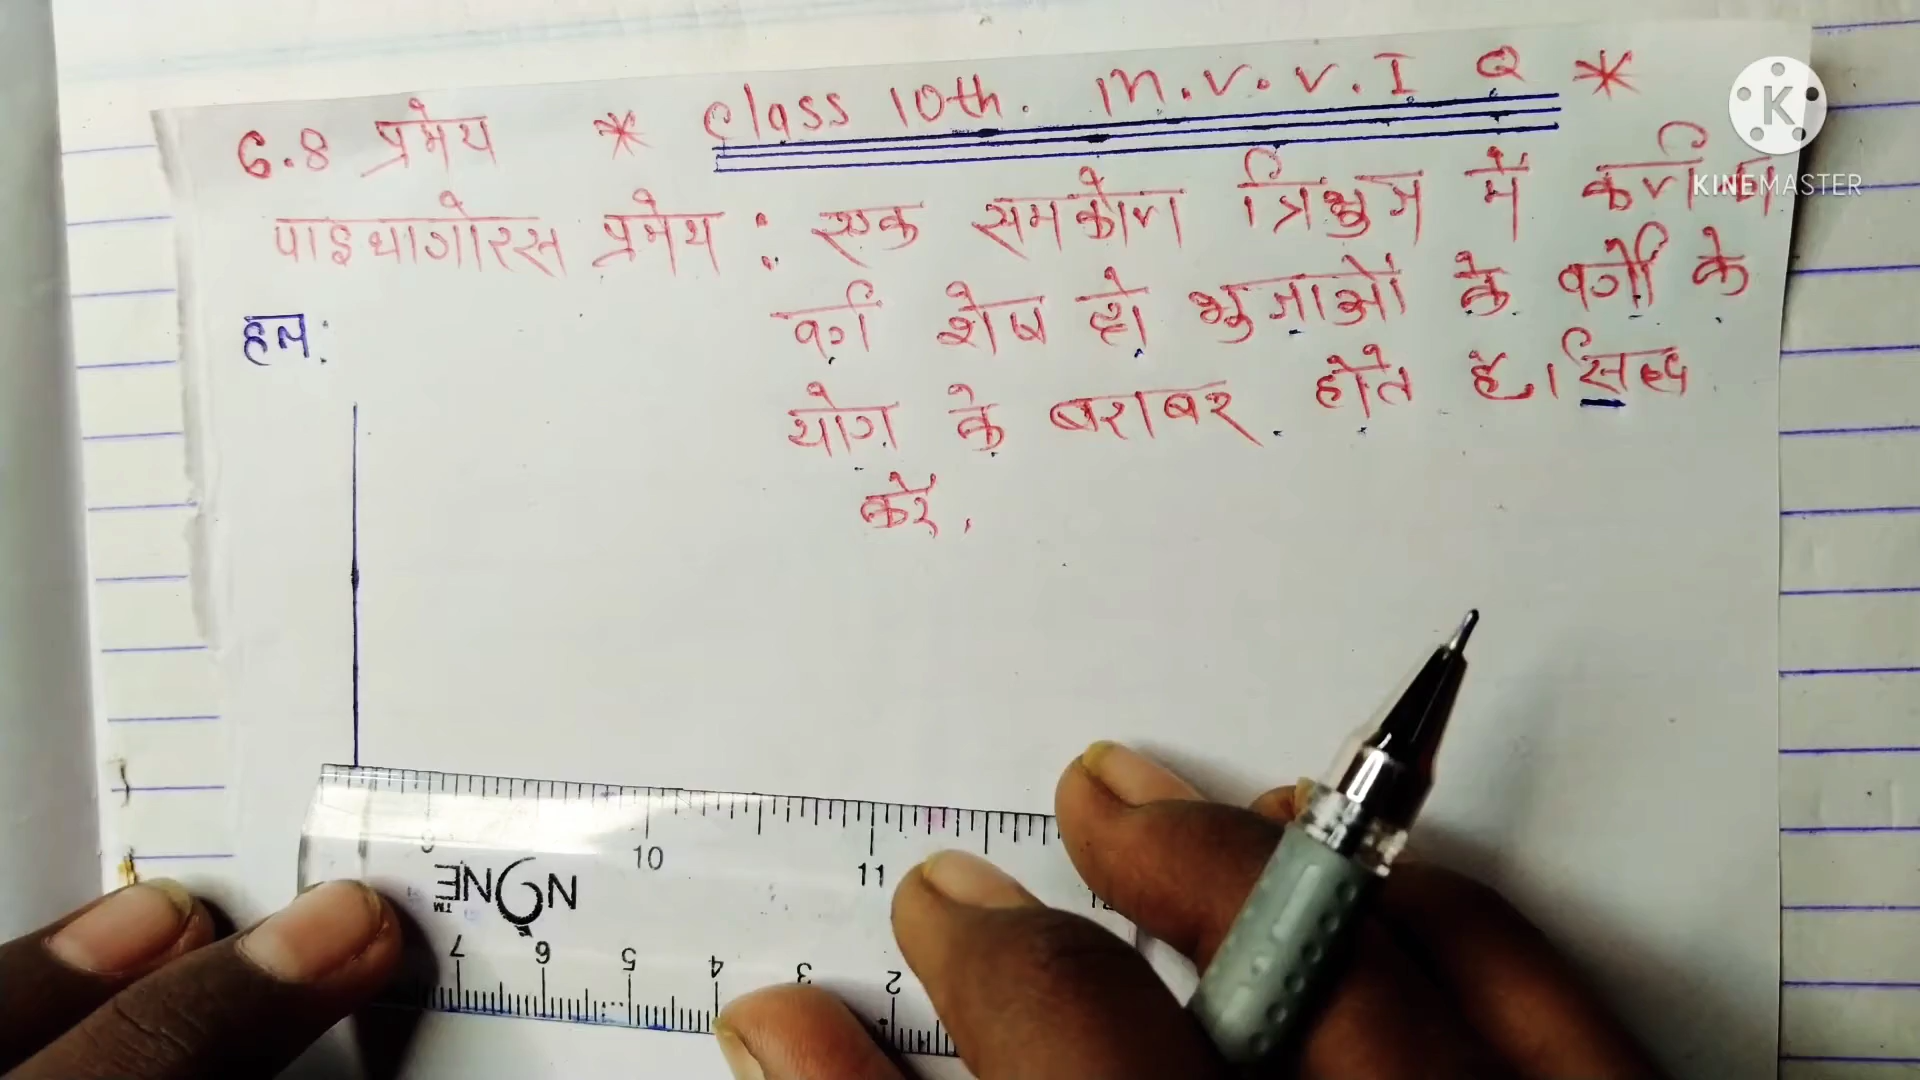 6.8 प्रमेय * Class 10th. m.v.v.I Q *
पाइथागोरस प्रमेय : एक समकोण त्रिभुज में
वर्ग शेष दो भुजाओं के वर्गों के
योग के बराबर होते हैं। सिद्ध
करें,
हल:
K
KINEMASTER
10 11
NONE
TM
7 6 5 4 3 2